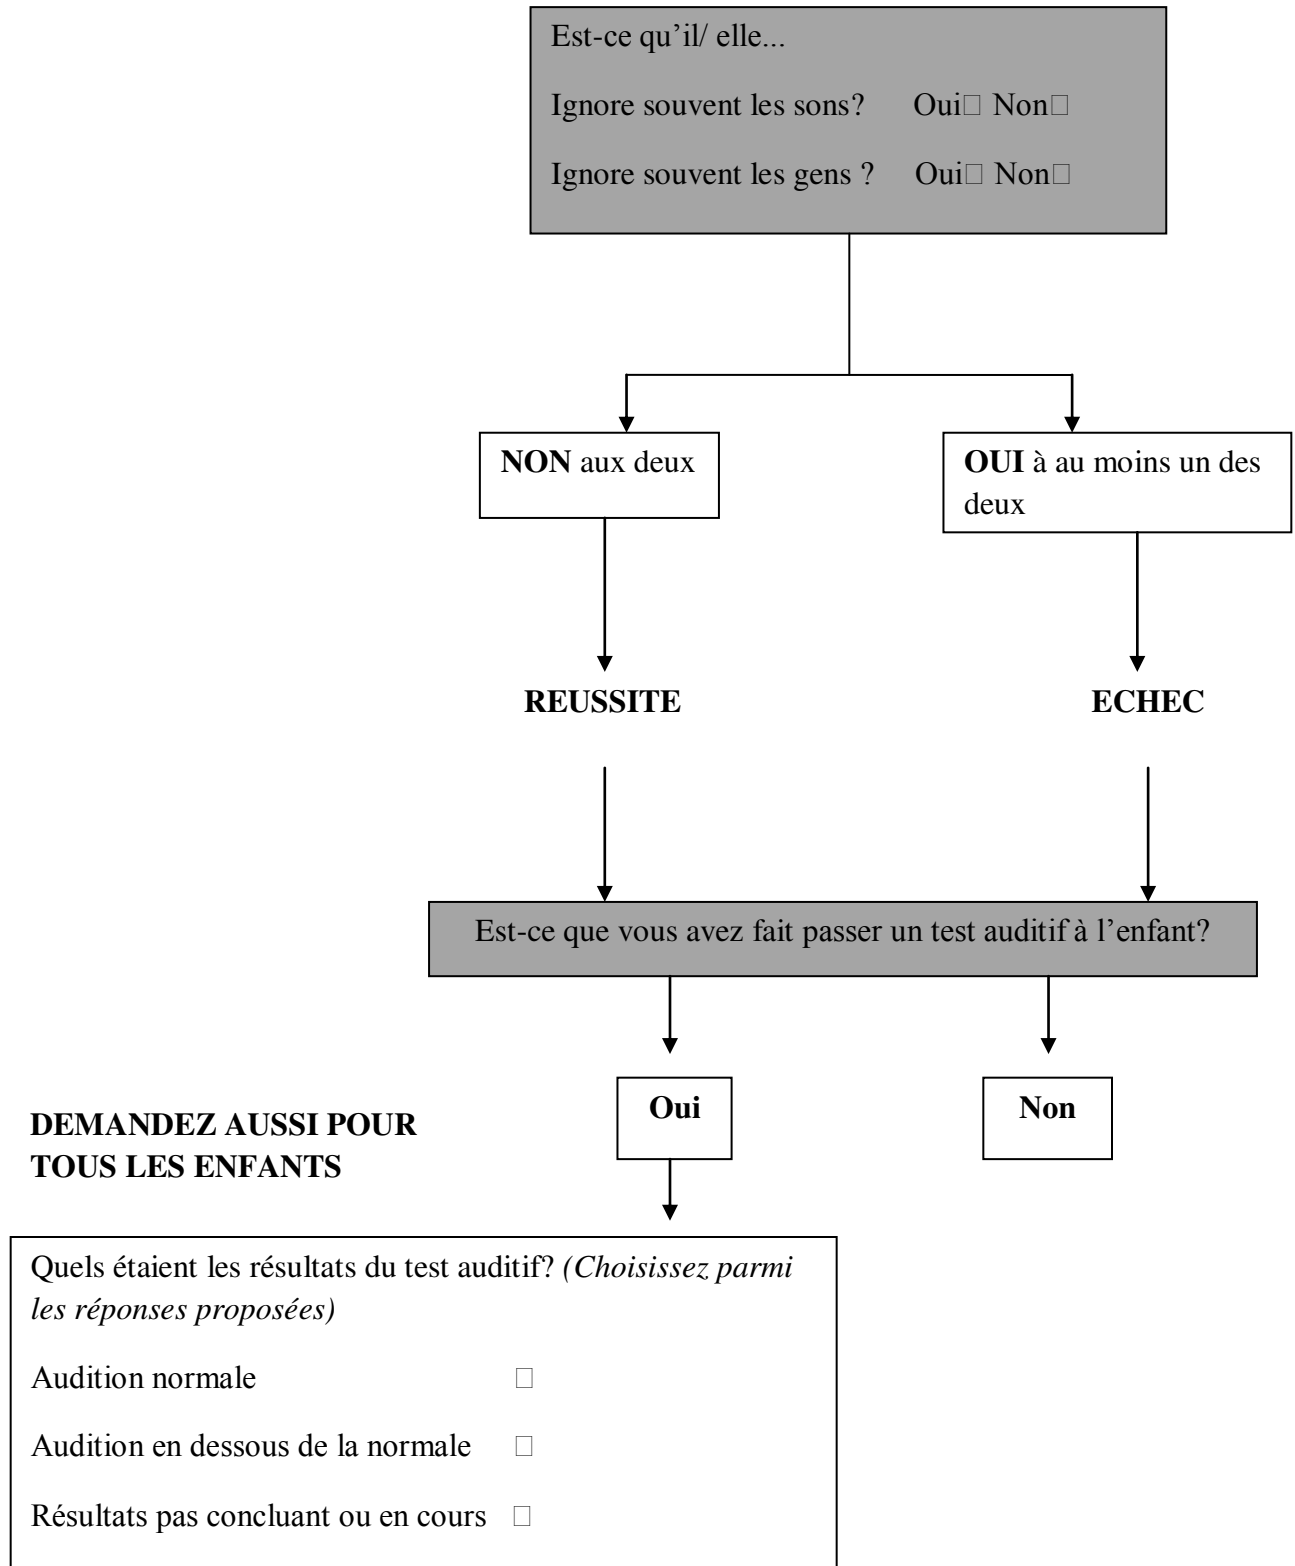 Est-ce qu'il/ elle...
Ignore souvent les sons? Oui□ Non□
Ignore souvent les gens ? Oui□ Non□
NON aux deux
OUI à au moins un des
deux
REUSSITE
ECHEC
Est-ce que vous avez fait passer un test auditif à l'enfant?
Oui
Non
DEMANDEZ AUSSI POUR
TOUS LES ENFANTS
Quels étaient les résultats du test auditif? (Choisissez parmi
les réponses proposées)
Audition normale □
Audition en dessous de la normale □
Résultats pas concluant ou en cours □